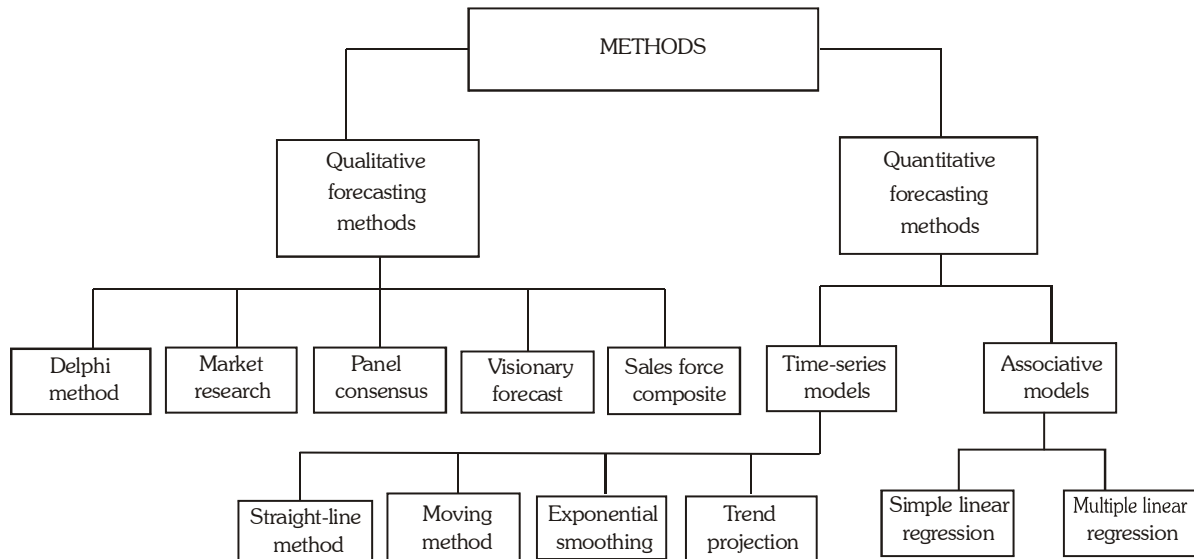 METHODS
Qualitative
forecasting
methods
Quantitative
forecasting
methods
Delphi
method
Market
research
Panel
consensus
Visionary
forecast
Sales force
composite
Time-series
models
Associative
models
Straight-line
method
Moving
method
Exponential
smoothing
Trend
projection
Simple linear
regression
Multiple linear
regression